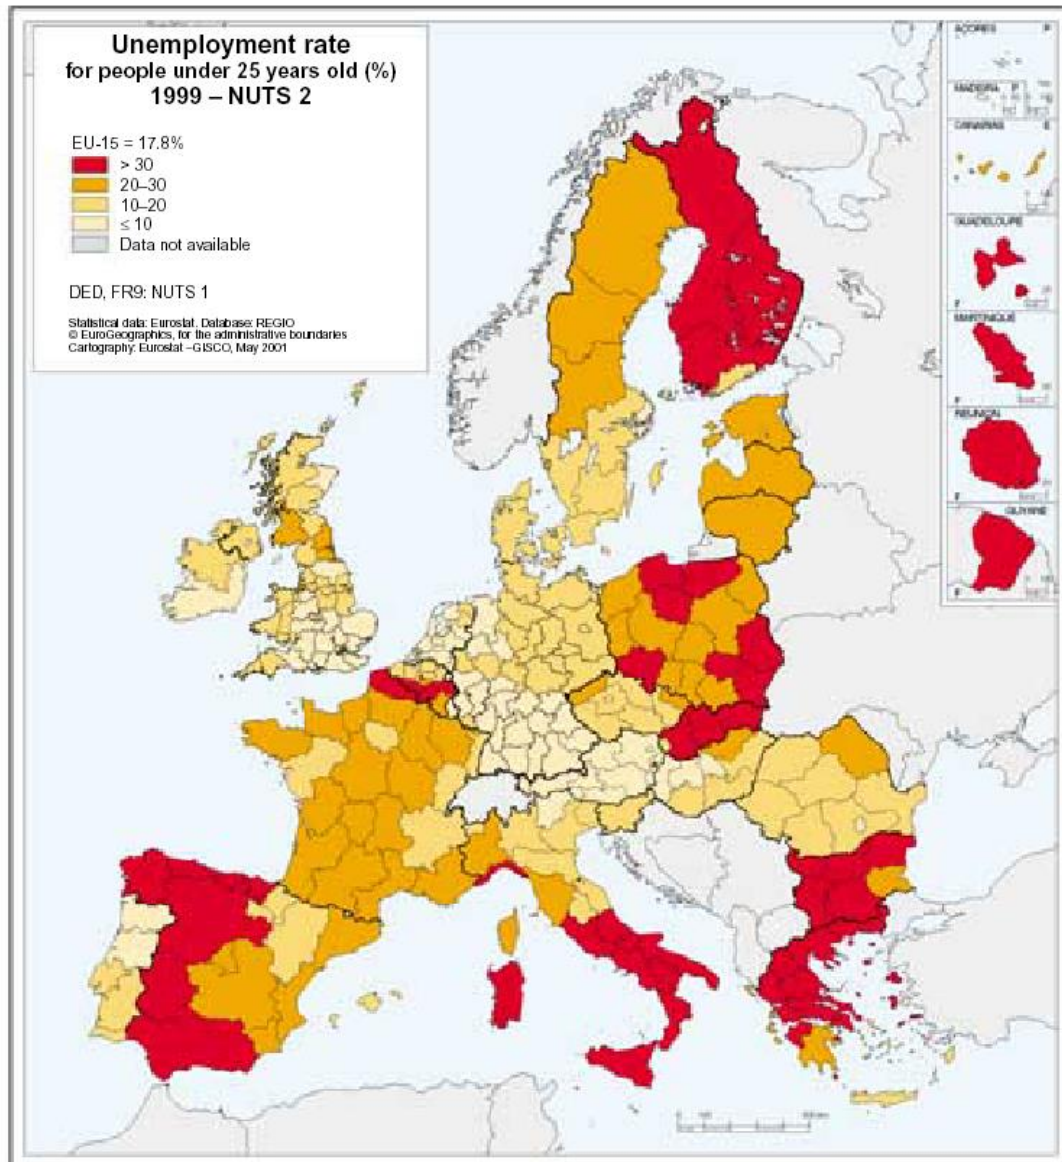 Unemployment rate
for people under 25 years old (%)
1999 – NUTS 2
EU-15 = 17.8%
> 30
20–30
10–20
≤ 10
Data not available
DED, FR9: NUTS 1
Statistical data: Eurostat. Database: REGIO
© EuroGeographics, for the administrative boundaries
Cartography: Eurostat –GISCO, May 2001
AÇORES P
MADEIRA P
CANARIAS E
GUADELOUPE
F
MARTINIQUE
F
REUNION
F
GUYANE
F